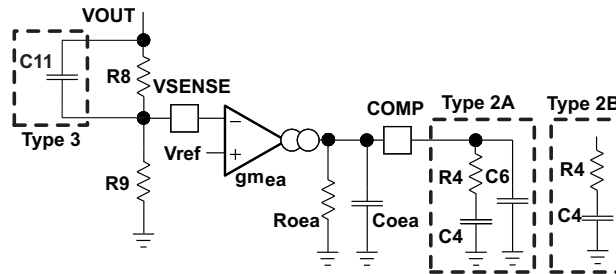 VOUT
C11
R8
VSENSE
COMP
Type 2A
Type 2B
Type 3
Vref
−
+
gmea
R9
Roea
Coea
R4
C6
C4
R4
C4